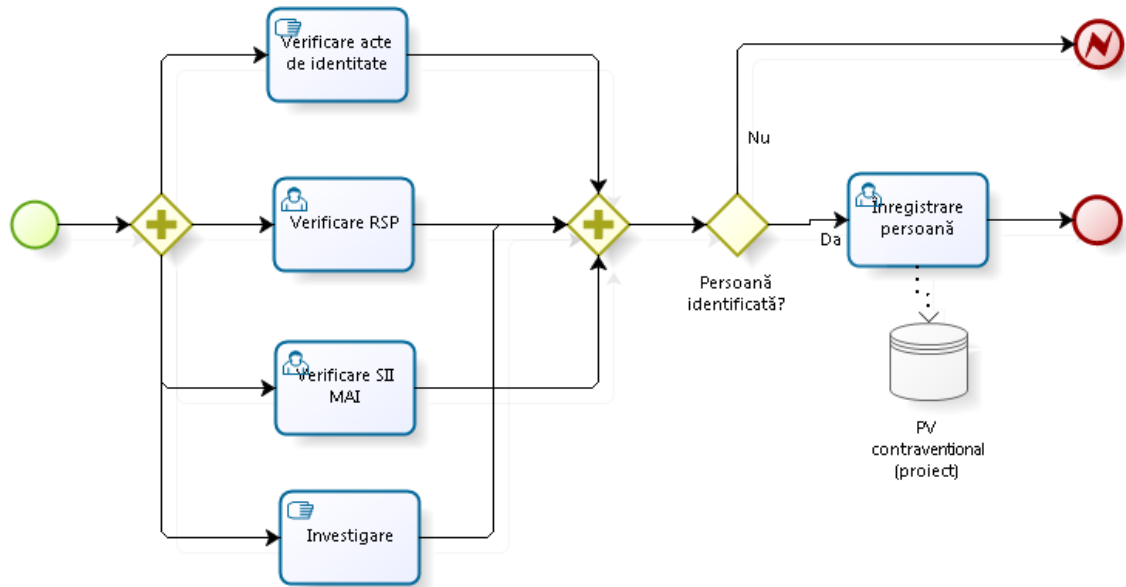 Verificare acte
de identitate
Nu
Verificare RSP
Înregistrare
persoană
Da
Persoană
identificată?
Verificare SII
MAI
PV
contraventional
(proiect)
Investigare